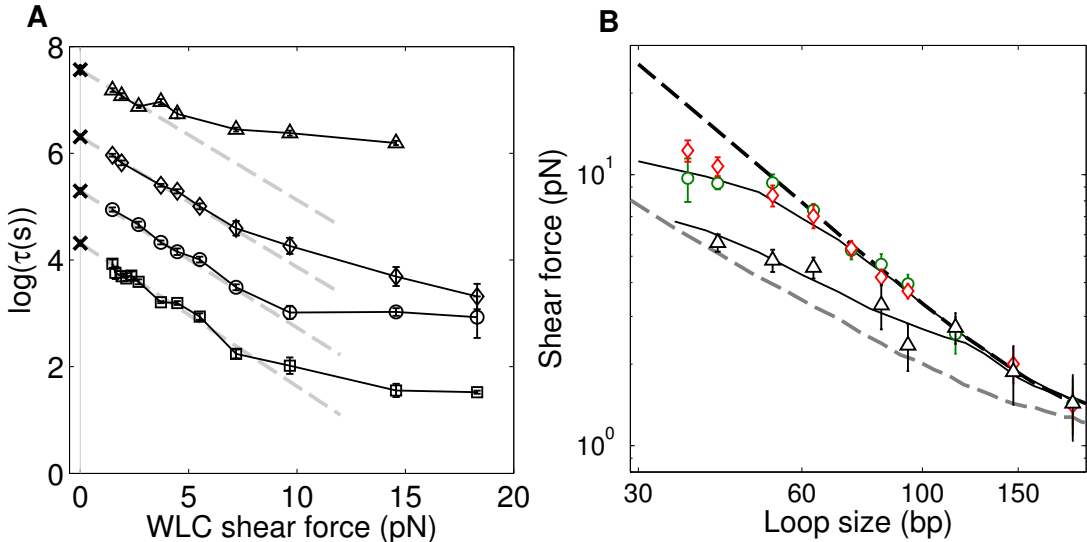 A
B
log(τ(s))
8
6
4
2
0
0
5
10
15
20
WLC shear force (pN)
Shear force (pN)
10¹
10⁰
30
60
100
150
Loop size (bp)